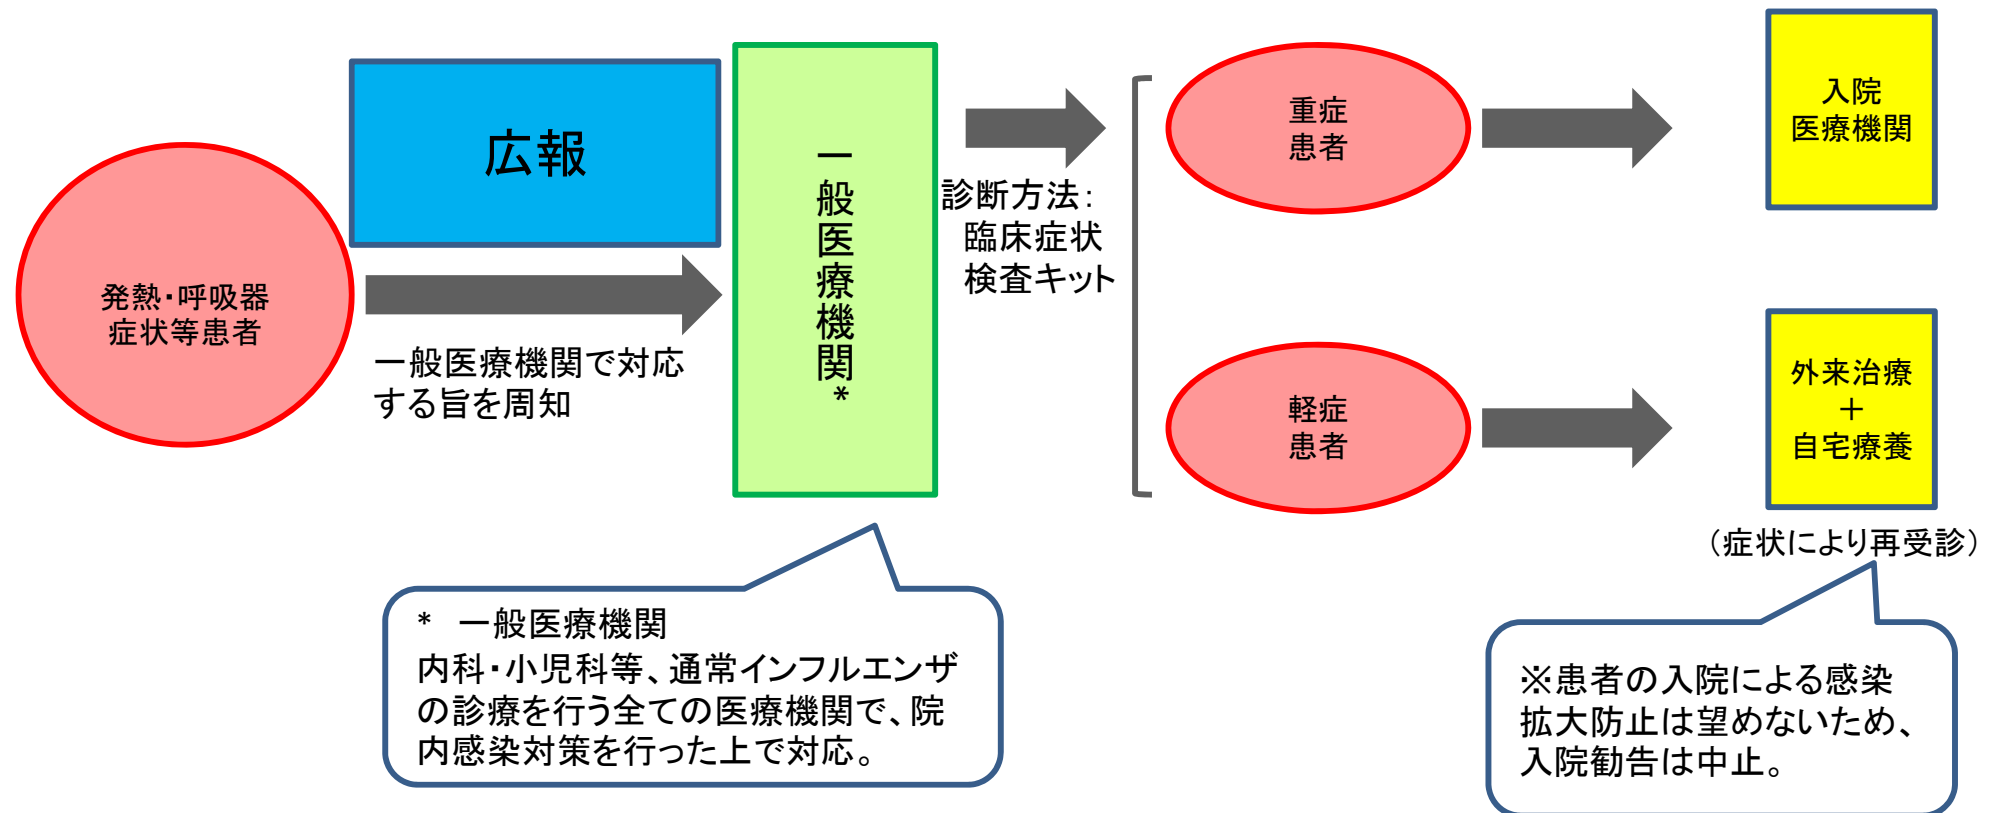 発熱・呼吸器
症状等患者
広報
一般医療機関で対応
する旨を周知
一般医療機関*
診断方法：
臨床症状
検査キット
重症
患者
入院
医療機関
軽症
患者
外来治療
＋
自宅療養
（症状により再受診）
* 一般医療機関
内科・小児科等、通常インフルエンザ
の診療を行う全ての医療機関で、院
内感染対策を行った上で対応。
※患者の入院による感染
拡大防止は望めないため、
入院勧告は中止。